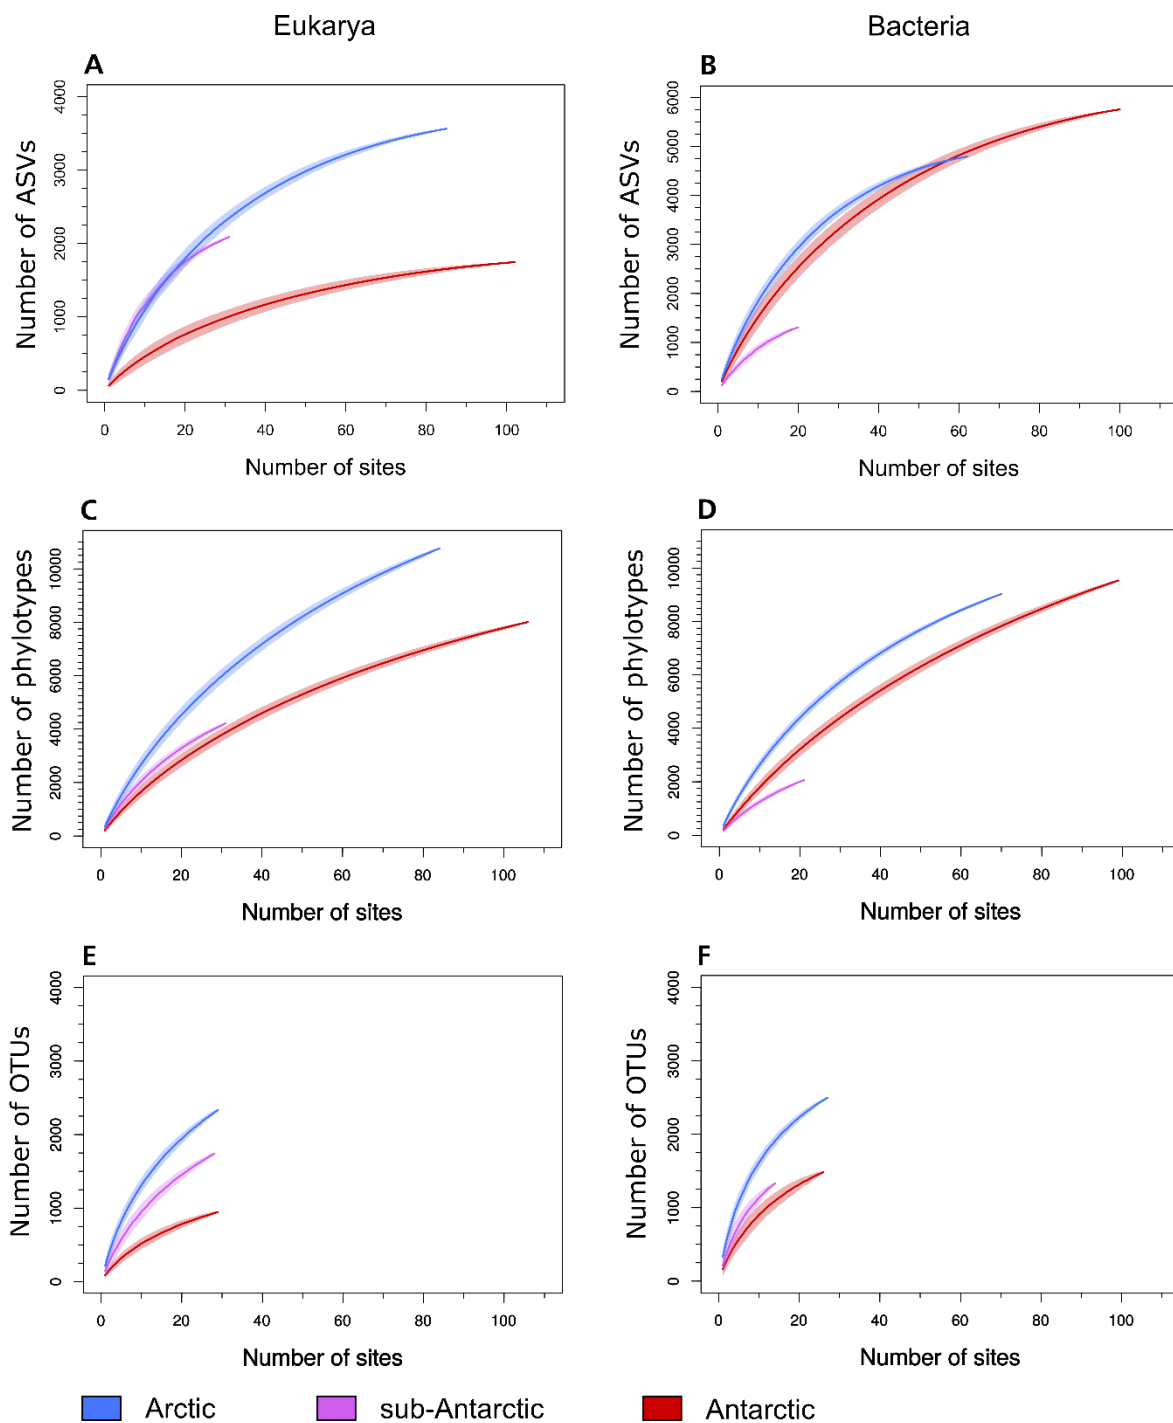 Eukarya
Bacteria
A
Number of ASVs
0 1000 2000 3000 4000
0 20 40 60 80 100
Number of sites
B
Number of ASVs
0 1000 2000 3000 4000 5000 6000
0 20 40 60 80 100
Number of sites
C
Number of phylotypes
0 2000 4000 6000 8000 10000
0 20 40 60 80 100
Number of sites
D
Number of phylotypes
0 2000 4000 6000 8000 10000
0 20 40 60 80 100
Number of sites
E
Number of OTUs
0 1000 2000 3000 4000
0 20 40 60 80 100
Number of sites
F
Number of OTUs
0 1000 2000 3000 4000
0 20 40 60 80 100
Number of sites
Arctic
sub-Antarctic
Antarctic